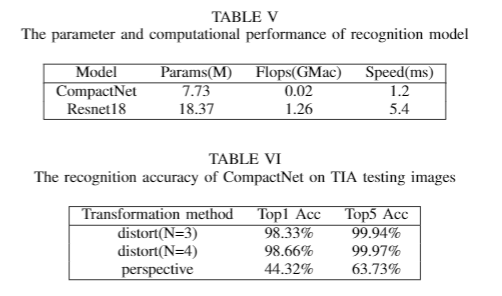 TABLE V
The parameter and computational performance of recognition model
Model Params(M) Flops(GMac) Speed(ms)
CompactNet 7.73 0.02 1.2
Resnet18 18.37 1.26 5.4
TABLE VI
The recognition accuracy of CompactNet on TIA testing images
Transformation method Top1 Acc Top5 Acc
distort(N=3) 98.33% 99.94%
distort(N=4) 98.66% 99.97%
perspective 44.32% 63.73%